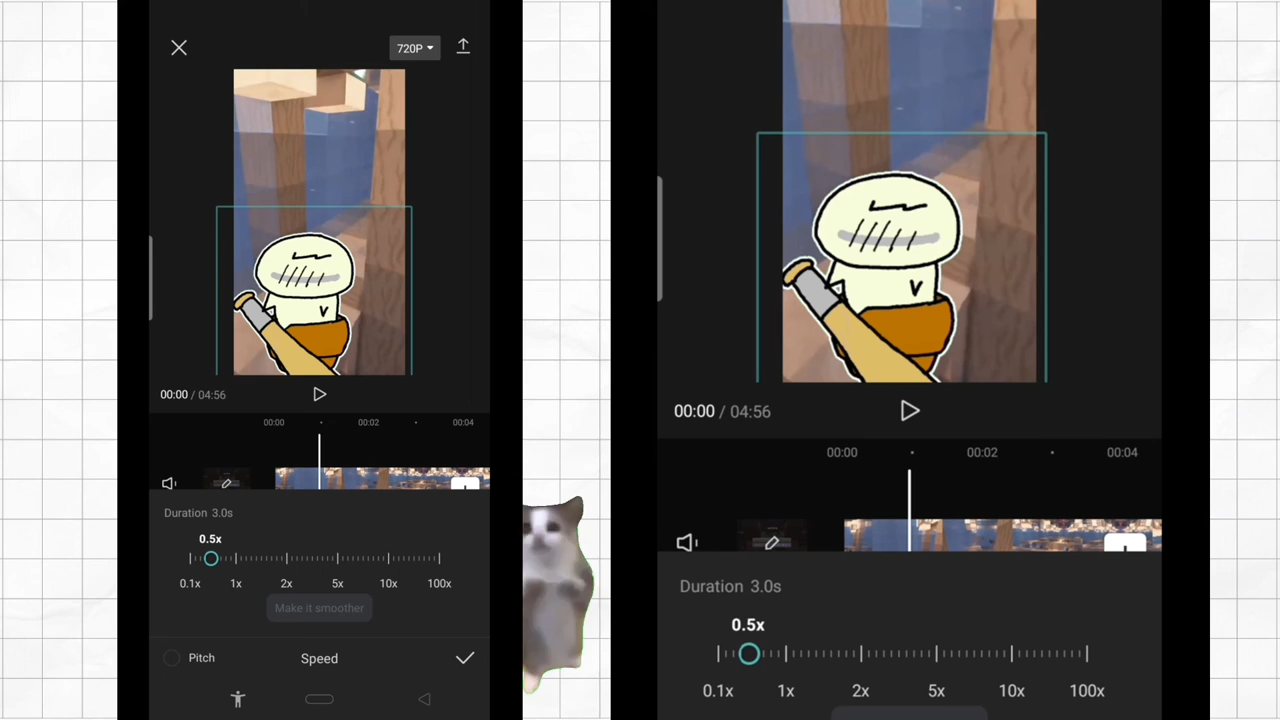 720P
00:00 / 04:56
00:00 00:02 00:04
Duration 3.0s
0.5x
0.1x 1x 2x 5x 10x 100x
Make it smoother
Pitch Speed
00:00 / 04:56
00:00 00:02 00:04
Duration 3.0s
0.5x
0.1x 1x 2x 5x 10x 100x